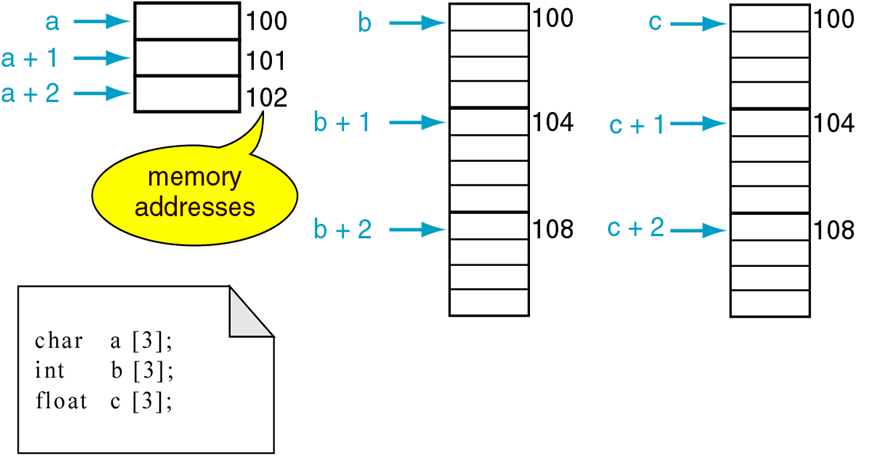 a
100
a + 1
101
a + 2
102
memory
addresses
b
100
b + 1
104
b + 2
108
c
100
c + 1
104
c + 2
108
char a [3];
int b [3];
float c [3];